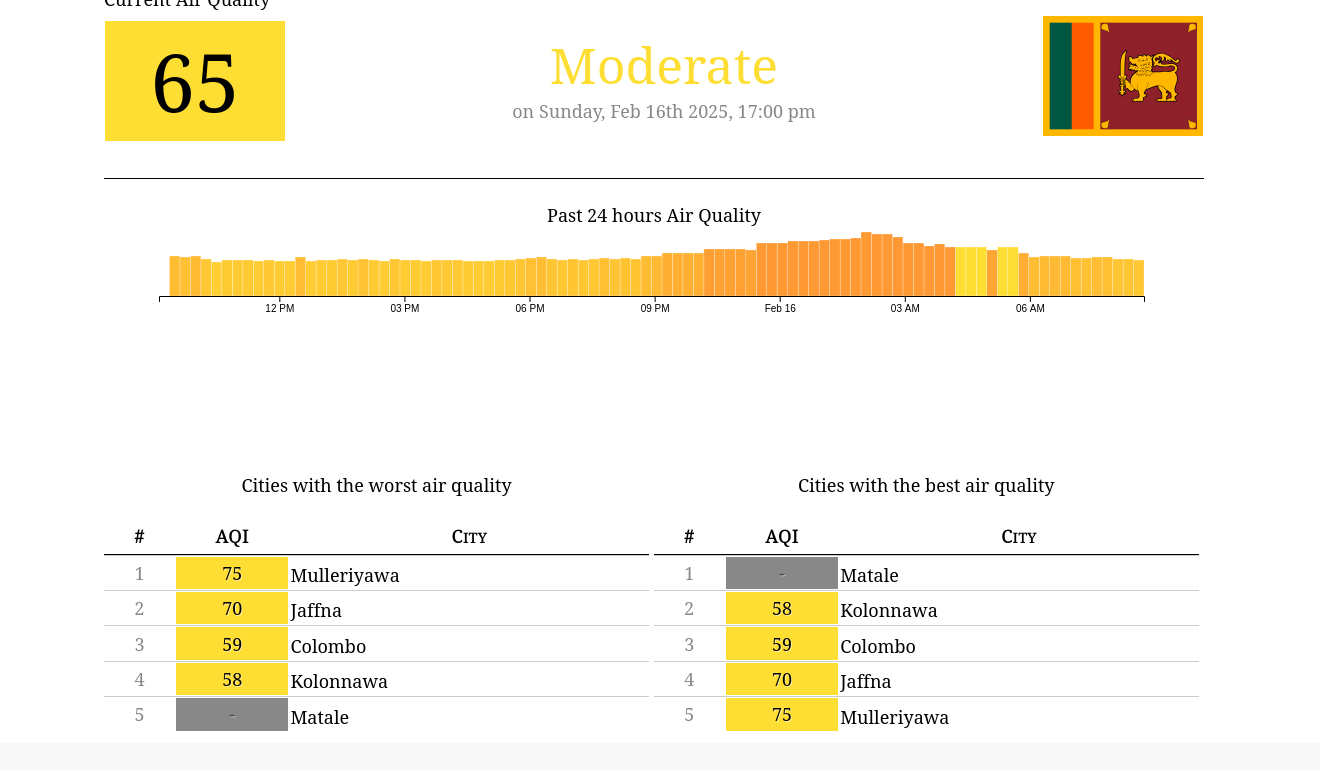 Current Air Quality
65
Moderate
on Sunday, Feb 16th 2025, 17:00 pm
Past 24 hours Air Quality
12 PM 03 PM 06 PM 09 PM Feb 16 03 AM 06 AM
Cities with the worst air quality
# AQI City
1 75 Mulleriyawa
2 70 Jaffna
3 59 Colombo
4 58 Kolonnawa
5 - Matale
Cities with the best air quality
# AQI City
1 - Matale
2 58 Kolonnawa
3 59 Colombo
4 70 Jaffna
5 75 Mulleriyawa